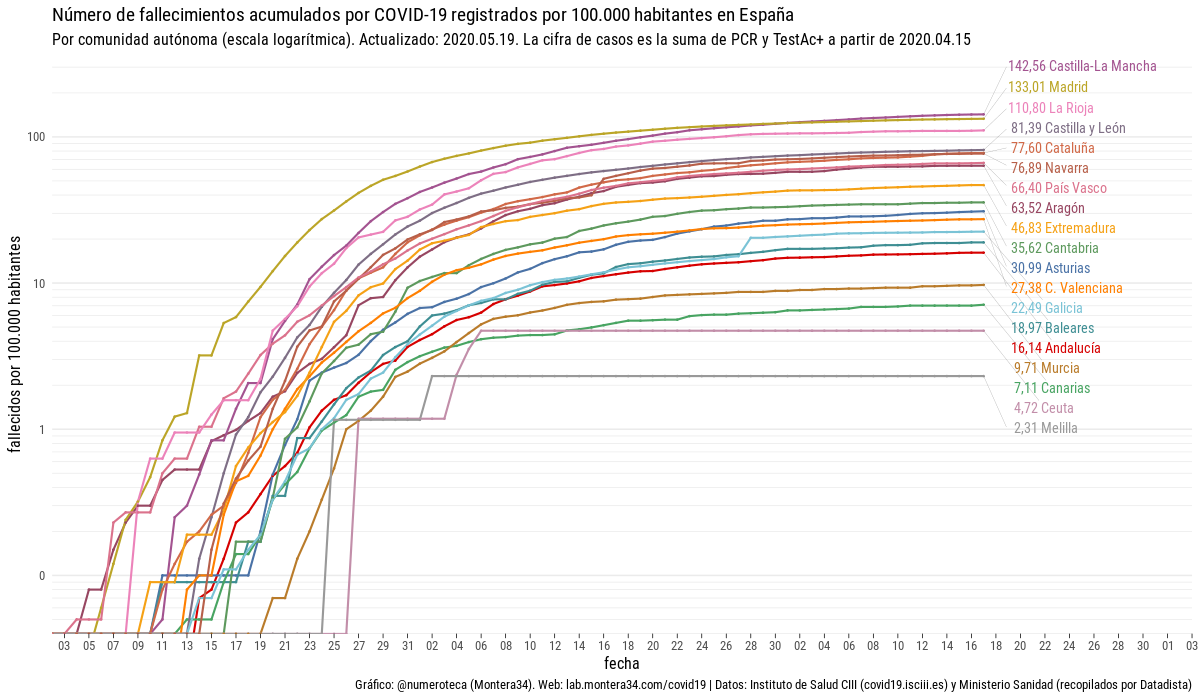 Número de fallecimientos acumulados por COVID-19 registrados por 100.000 habitantes en España
Por comunidad autónoma (escala logarítmica). Actualizado: 2020.05.19. La cifra de casos es la suma de PCR y TestAc+ a partir de 2020.04.15
fallecidos por 100.000 habitantes
100
10
1
0
142,56 Castilla-La Mancha
133,01 Madrid
110,80 La Rioja
81,39 Castilla y León
77,60 Cataluña
76,89 Navarra
66,40 País Vasco
63,52 Aragón
46,83 Extremadura
35,62 Cantabria
30,99 Asturias
27,38 C. Valenciana
22,49 Galicia
18,97 Baleares
16,14 Andalucía
9,71 Murcia
7,11 Canarias
4,72 Ceuta
2,31 Melilla
03 05 07 09 11 13 15 17 19 21 23 25 27 29 31 02 04 06 08 10 12 14 16 18 20 22 24 26 28 30 02 04 06 08 10 12 14 16 18 20 22 24 26 28 30 01 03
fecha
Gráfico: @numeroteca (Montera34). Web: lab.montera34.com/covid19 | Datos: Instituto de Salud CIII (covid19.isciii.es) y Ministerio Sanidad (recopilados por Datadista)